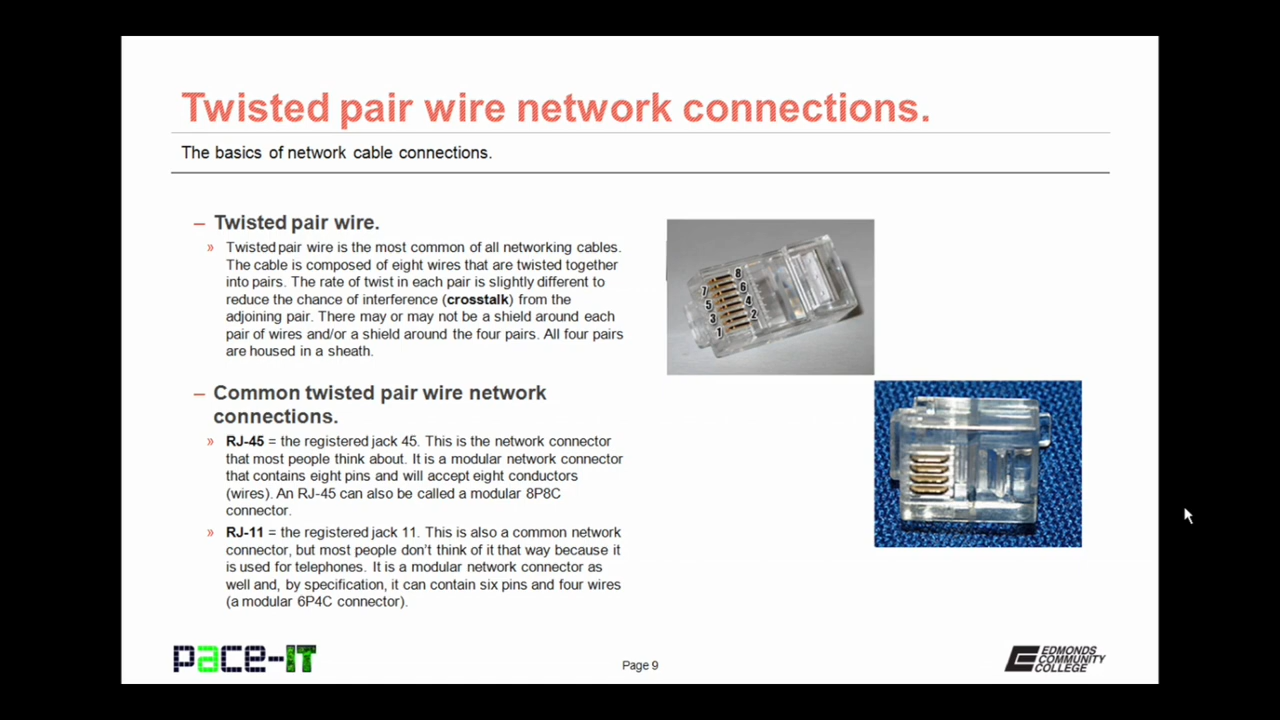 Twisted pair wire network connections.
The basics of network cable connections.
– Twisted pair wire.
» Twisted pair wire is the most common of all networking cables.
The cable is composed of eight wires that are twisted together
into pairs. The rate of twist in each pair is slightly different to
reduce the chance of interference (crosstalk) from the
adjoining pair. There may or may not be a shield around each
pair of wires and/or a shield around the four pairs. All four pairs
are housed in a sheath.
– Common twisted pair wire network
connections.
» RJ-45 = the registered jack 45. This is the network connector
that most people think about. It is a modular network connector
that contains eight pins and will accept eight conductors
(wires). An RJ-45 can also be called a modular 8P8C
connector.
» RJ-11 = the registered jack 11. This is also a common network
connector, but most people don't think of it that way because it
is used for telephones. It is a modular network connector as
well and, by specification, it can contain six pins and four wires
(a modular 6P4C connector).
8
7 6
5 4
3 2
1
pace-IT
Page 9
EDMONDS
COMMUNITY
COLLEGE